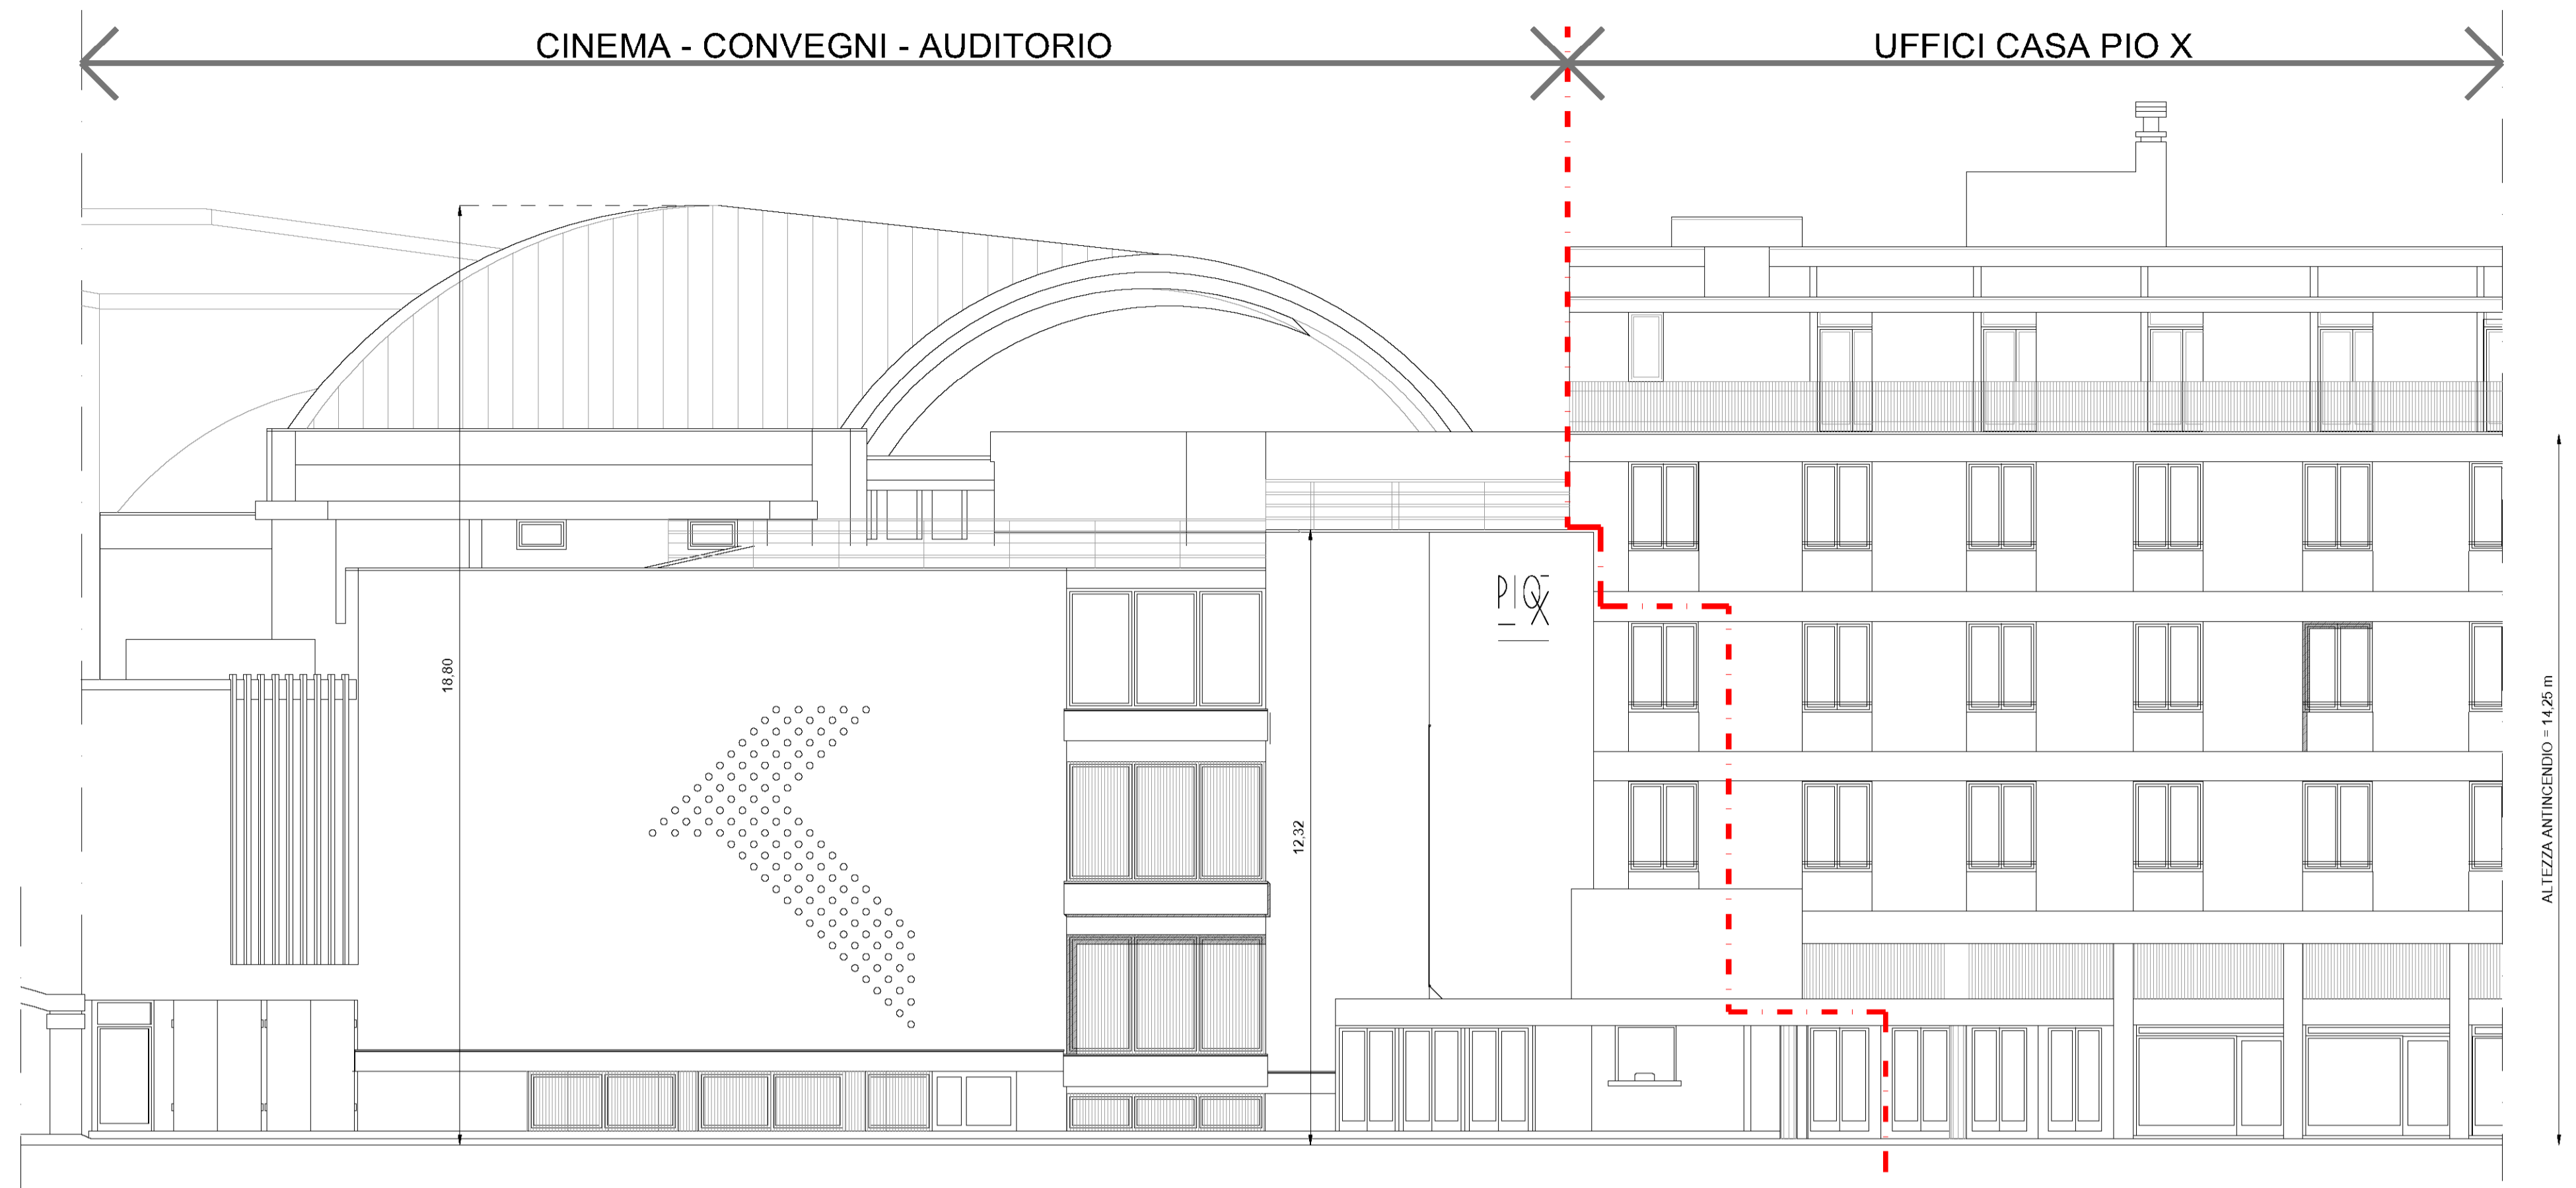 CINEMA - CONVEGNI - AUDITORIO
UFFICI CASA PIO X
18,80
12,32
PIO X
ALTEZZA ANTINCENDIO = 14,25 m